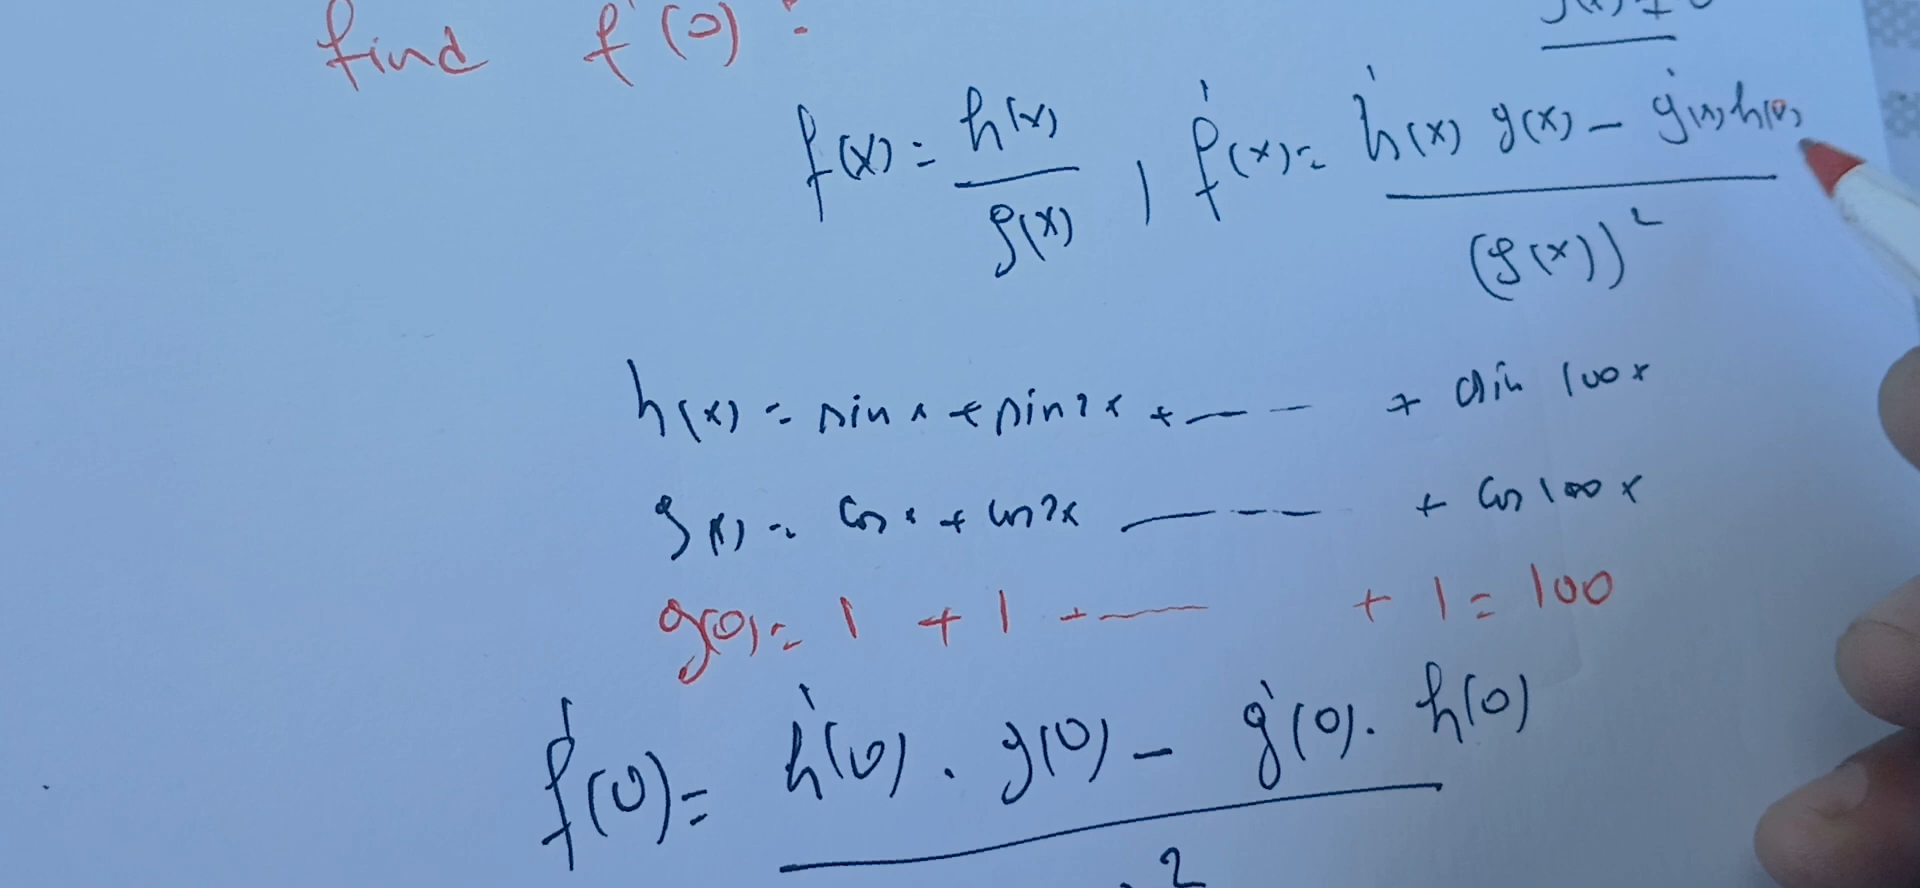 find f'(0) :
f(x) = h(x) / g(x) , f'(x) = h'(x) g(x) - g'(x) h(x) / (g(x))²
h(x) = sin x + sin 2x + --- + sin 100x
g(x) = cos x + cos 2x --- + cos 100x
g(0) = 1 + 1 + --- + 1 = 100
f'(0) = h'(0) . g(0) - g'(0) . h(0)
2